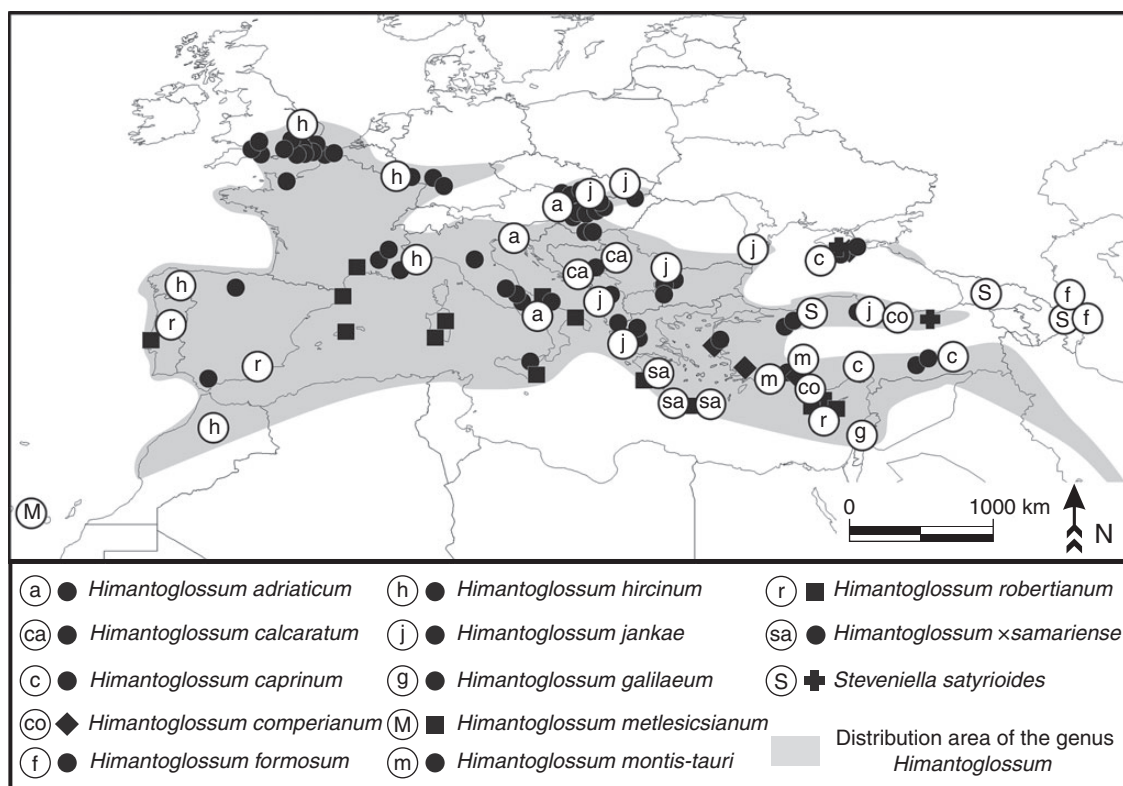 h
h
j
j
a
a
j
c
ca
h
ca
j
h
S
f
j
S
j
co
S
f
r
a
j
m
c
c
r
sa
m
co
sa
sa
r
h
g
M
0 1000 km
N
a Himantoglossum adriaticum
ca Himantoglossum calcaratum
c Himantoglossum caprinum
co Himantoglossum comperianum
f Himantoglossum formosum
h Himantoglossum hircinum
j Himantoglossum jankae
g Himantoglossum galilaeum
M Himantoglossum metlesicsianum
m Himantoglossum montis-tauri
r Himantoglossum robertianum
sa Himantoglossum ×samariense
S Steveniella satyrioides
Distribution area of the genus
Himantoglossum